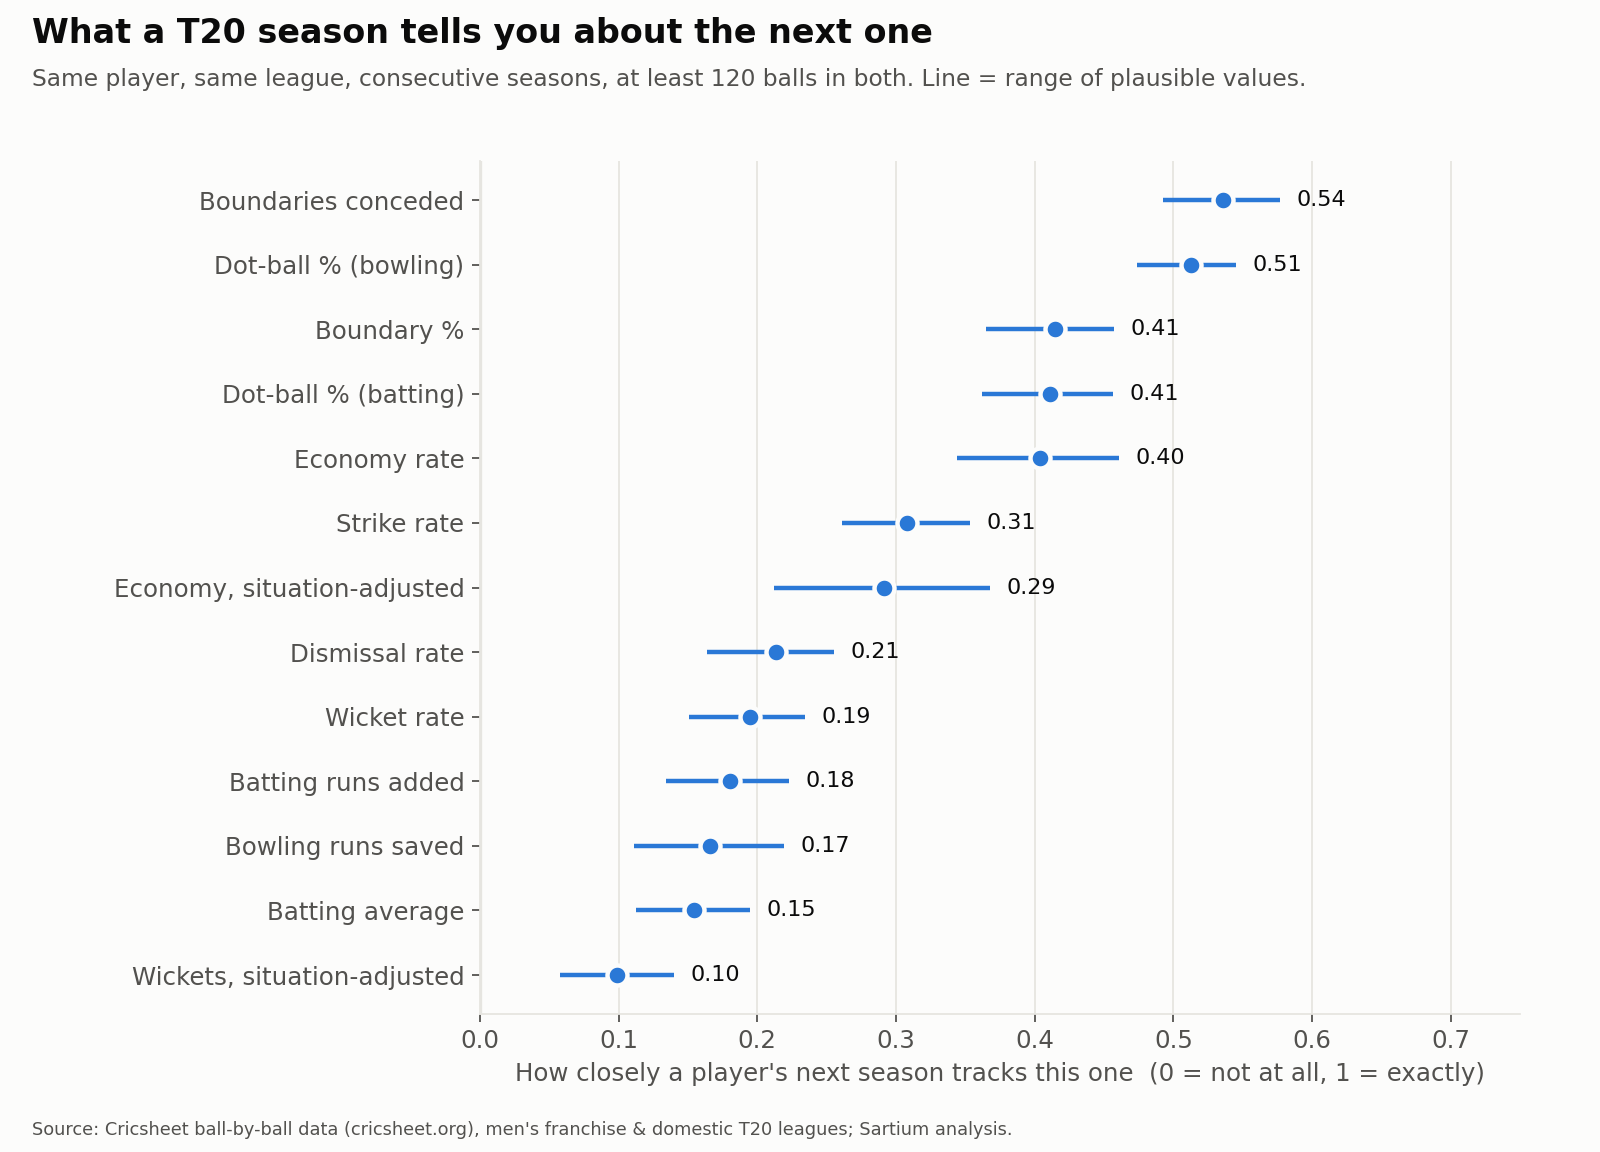 What a T20 season tells you about the next one
Same player, same league, consecutive seasons, at least 120 balls in both. Line = range of plausible values.
Boundaries conceded 0.54
Dot-ball % (bowling) 0.51
Boundary % 0.41
Dot-ball % (batting) 0.41
Economy rate 0.40
Strike rate 0.31
Economy, situation-adjusted 0.29
Dismissal rate 0.21
Wicket rate 0.19
Batting runs added 0.18
Bowling runs saved 0.17
Batting average 0.15
Wickets, situation-adjusted 0.10
0.0 0.1 0.2 0.3 0.4 0.5 0.6 0.7
How closely a player's next season tracks this one (0 = not at all, 1 = exactly)
Source: Cricsheet ball-by-ball data (cricsheet.org), men's franchise & domestic T20 leagues; Sartium analysis.